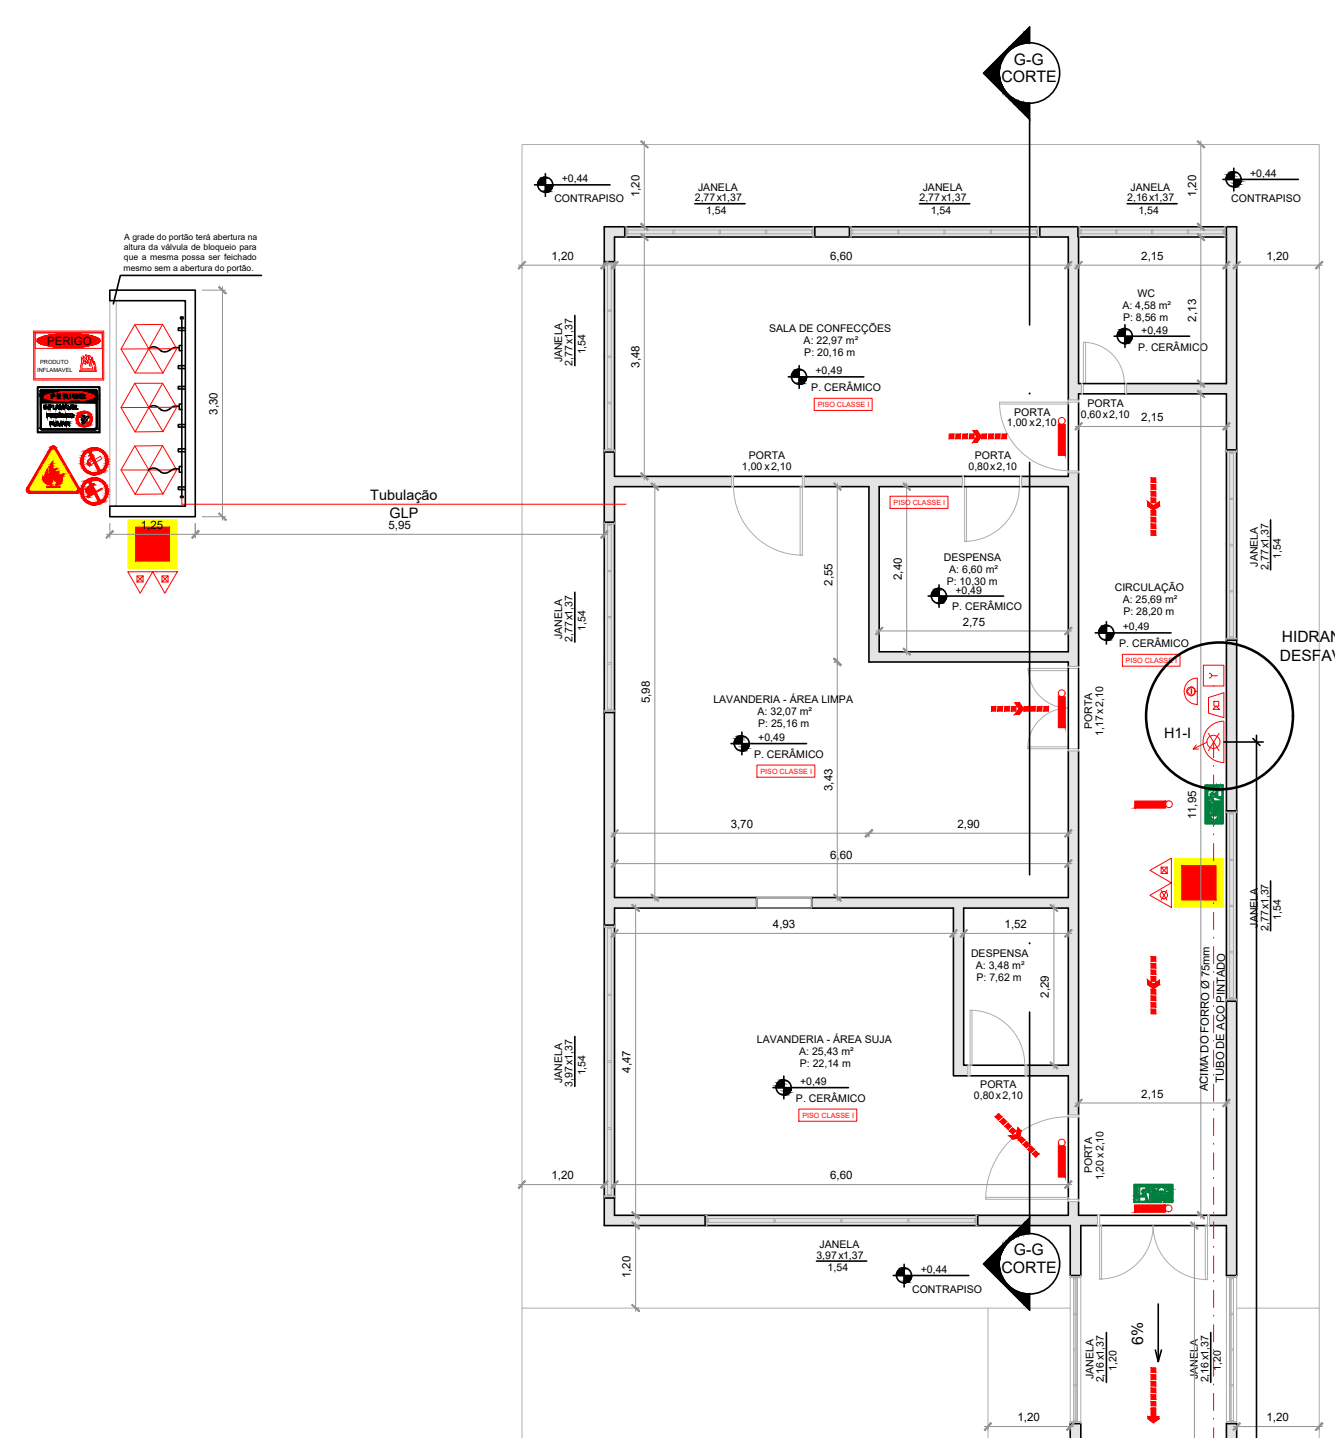 G-G
CORTE
+0,44
CONTRAPISO
1,20
JANELA
2,77x1,37
1,54
JANELA
2,77x1,37
1,54
JANELA
2,16x1,37
1,54
1,20
+0,44
CONTRAPISO
A grade do portão terá abertura na
altura da válvula de bloqueio para
que a mesma possa ser feichado
mesmo sem a abertura do portão.
1,20
6,60
2,15
1,20
PERIGO
PRODUTO
INFLAMAVEL
PERIGO
3,30
JANELA
2,77x1,37
1,54
3,48
SALA DE CONFECÇÕES
A: 22,97 m²
P: 20,16 m
+0,49
P. CERÂMICO
PISO CLASSE I
WC
A: 4,58 m²
P: 8,56 m
+0,49
P. CERÂMICO
2,13
PORTA
1,00x2,10
PORTA
0,60x2,10
2,15
PORTA
1,00x2,10
PORTA
0,80x2,10
Tubulação
GLP
1,25
5,95
PISO CLASSE I
2,55
2,40
DESPENSA
A: 6,60 m²
P: 10,30 m
+0,49
P. CERÂMICO
2,75
JANELA
2,77x1,37
1,54
JANELA
2,77x1,37
1,54
CIRCULAÇÃO
A: 25,69 m²
P: 28,20 m
+0,49
P. CERÂMICO
PISO CLASSE I
HIDRAN
DESFAV
5,98
LAVANDERIA - ÁREA LIMPA
A: 32,07 m²
P: 25,16 m
+0,49
P. CERÂMICO
PISO CLASSE I
3,43
PORTA
1,17x2,10
Y
H1-I
11,95
3,70
2,90
6,60
JANELA
2,77x1,37
1,54
4,93
1,52
DESPENSA
A: 3,48 m²
P: 7,62 m
2,29
ACIMA DO FORRO Ø 75mm
TUBO DE AÇO PINTADO
JANELA
3,97x1,37
1,54
4,47
LAVANDERIA - ÁREA SUJA
A: 25,43 m²
P: 22,14 m
+0,49
P. CERÂMICO
PISO CLASSE I
PORTA
0,80x2,10
2,15
PORTA
1,20x2,10
1,20
6,60
JANELA
3,97x1,37
1,54
1,20
+0,44
CONTRAPISO
G-G
CORTE
6%
JANELA
2,16x1,37
1,20
JANELA
2,16x1,37
1,20
1,20
1,20